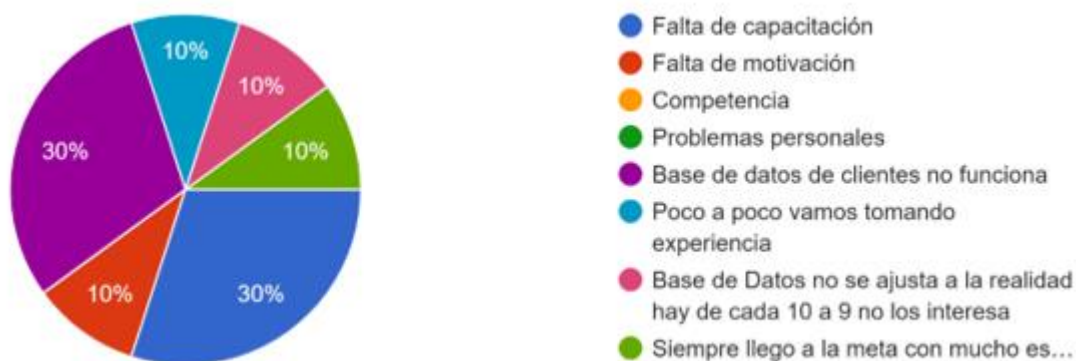 10%
10%
10%
30%
10%
30%
Falta de capacitación
Falta de motivación
Competencia
Problemas personales
Base de datos de clientes no funciona
Poco a poco vamos tomando
experiencia
Base de Datos no se ajusta a la realidad
hay de cada 10 a 9 no los interesa
Siempre llego a la meta con mucho es...